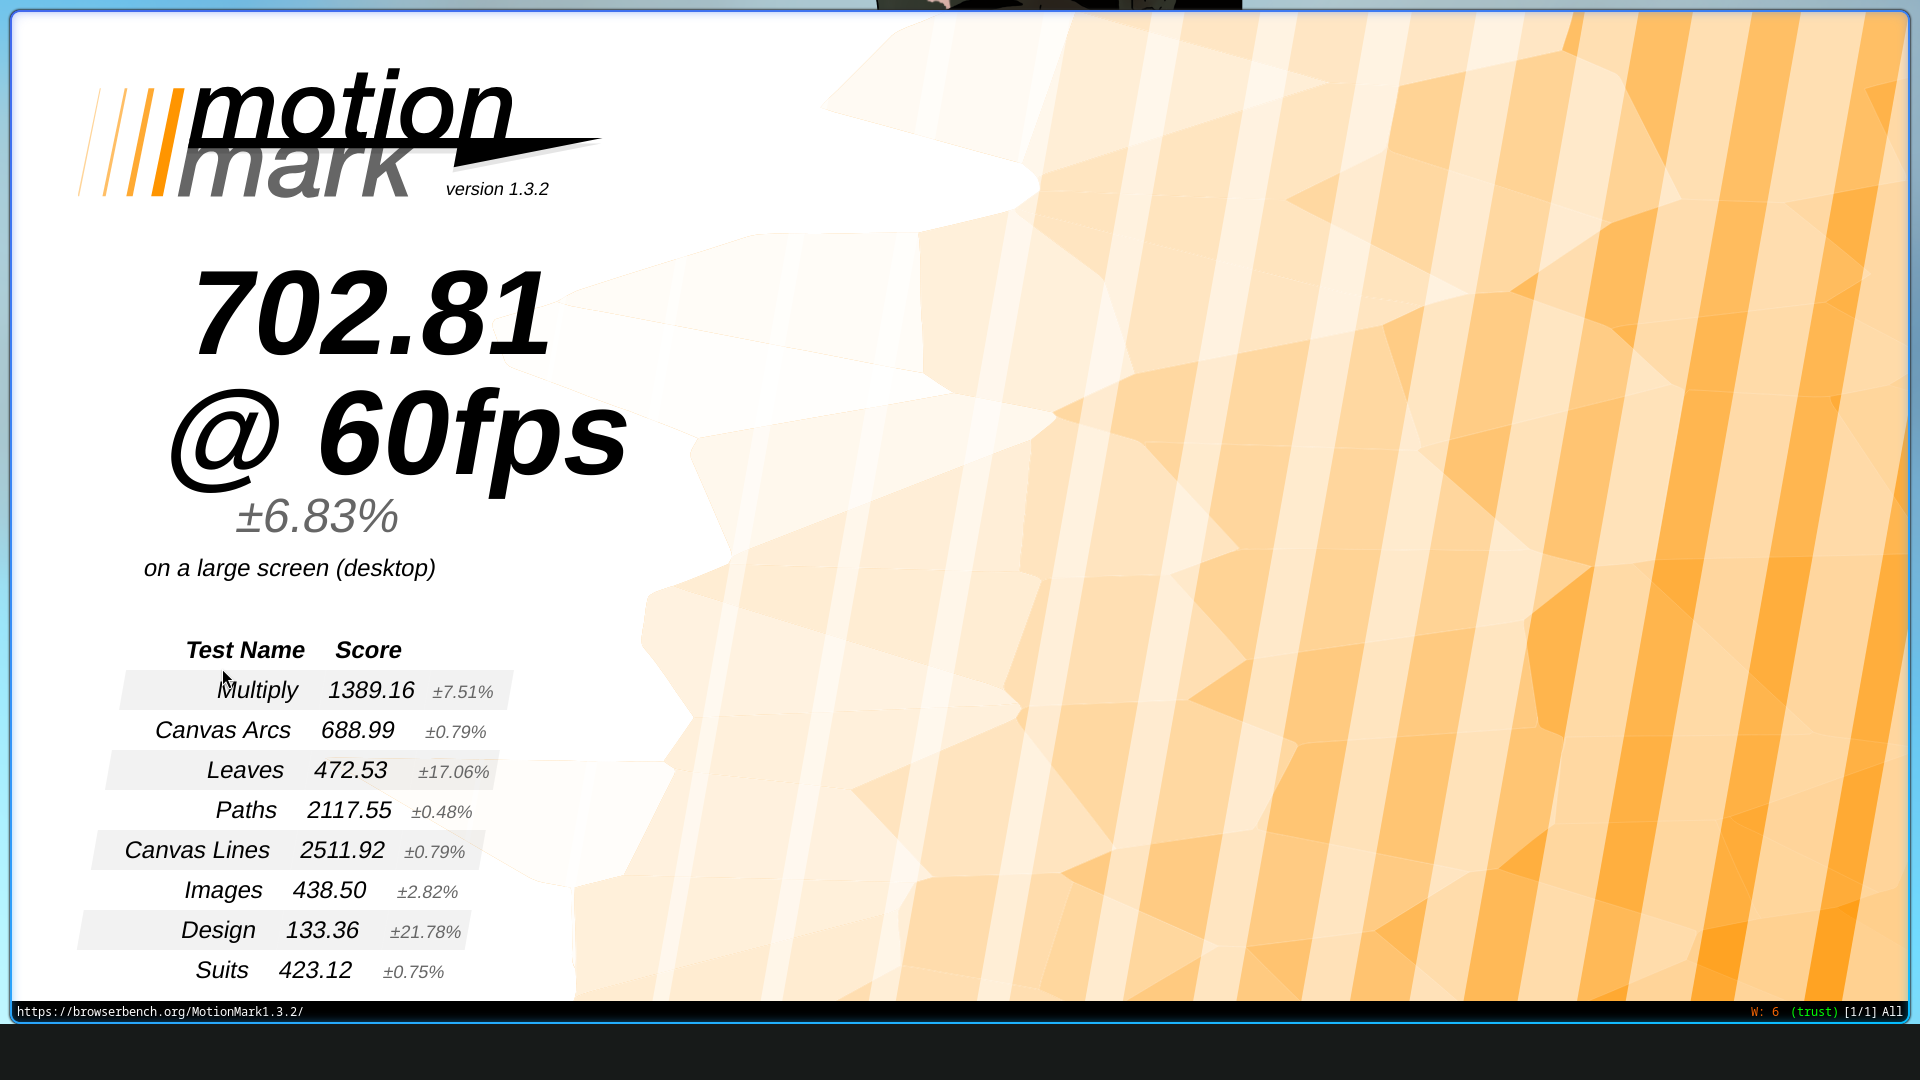 motion
mark
version 1.3.2
702.81
@ 60fps
±6.83%
on a large screen (desktop)
Test Name Score
Multiply 1389.16 ±7.51%
Canvas Arcs 688.99 ±0.79%
Leaves 472.53 ±17.06%
Paths 2117.55 ±0.48%
Canvas Lines 2511.92 ±0.79%
Images 438.50 ±2.82%
Design 133.36 ±21.78%
Suits 423.12 ±0.75%
https://browserbench.org/MotionMark1.3.2/ W: 6 (trust) [1/1] All